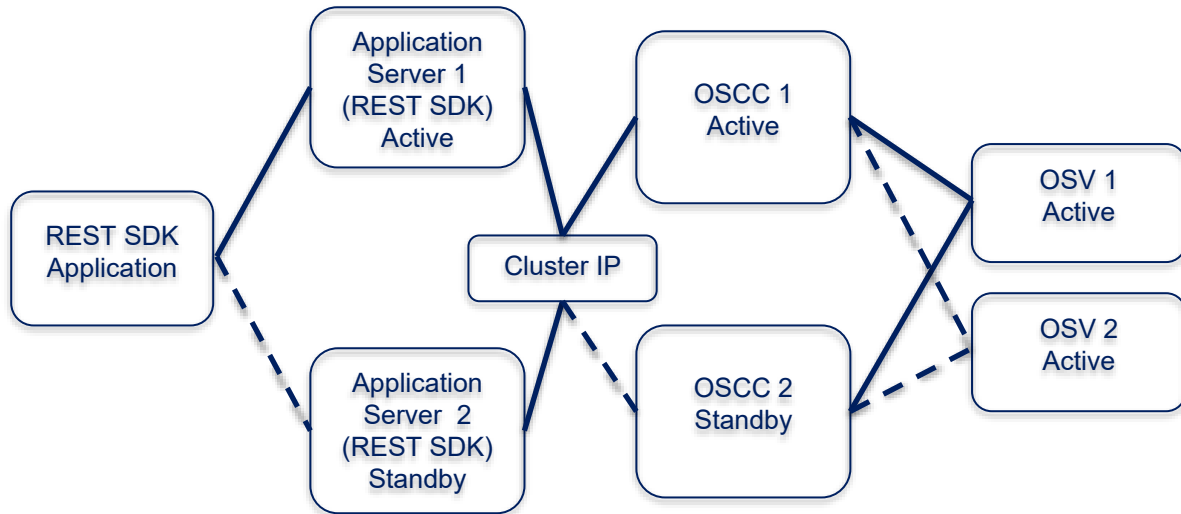 REST SDK
Application
Application
Server 1
(REST SDK)
Active
Application
Server 2
(REST SDK)
Standby
Cluster IP
OSCC 1
Active
OSCC 2
Standby
OSV 1
Active
OSV 2
Active